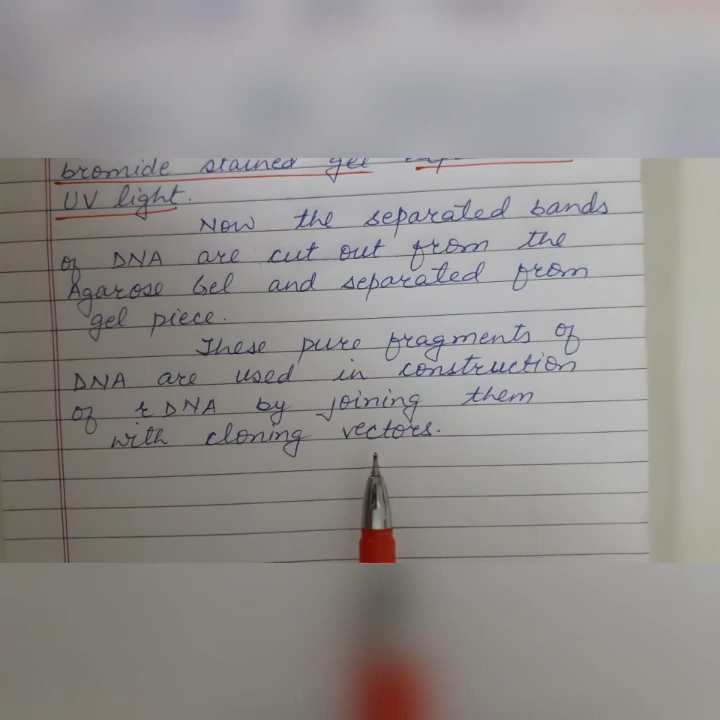 bromide stained gel
UV light.
Now the separated bands
of DNA are cut out from the
Agarose Gel and separated from
gel piece.
These pure fragments of
DNA are used in construction
of rDNA by joining them
with cloning vectors.